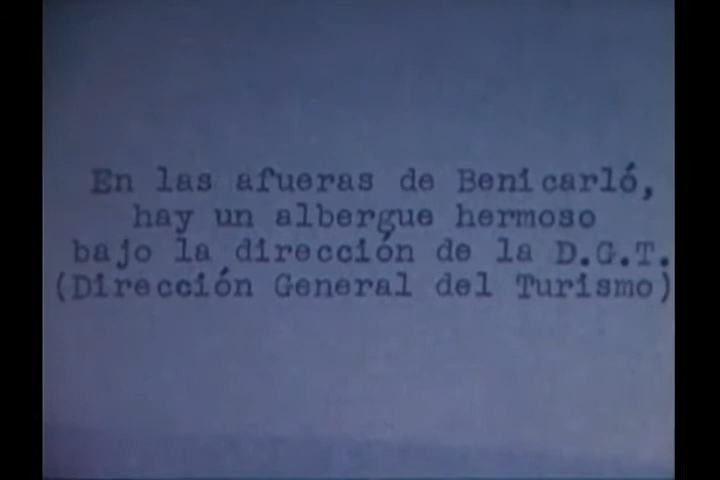 En las afueras de Benicarló,
hay un albergue hermoso
bajo la dirección de la D.G.T.
(Dirección General del Turismo)